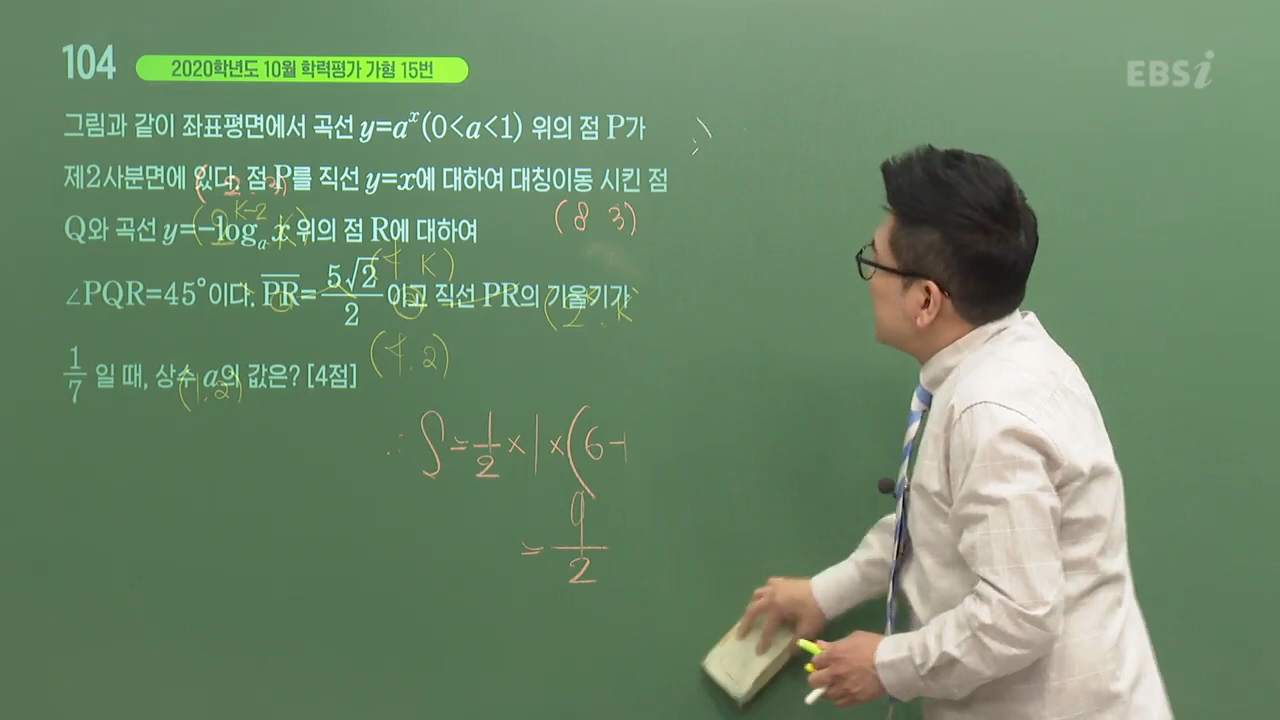 104 2020학년도 10월 학력평가 가형 15번
EBSi
그림과 같이 좌표평면에서 곡선 y=a^x(0<a<1) 위의 점 P가
제2사분면에 있다. 점 P를 직선 y=x에 대하여 대칭이동 시킨 점
(8 3)
Q와 곡선 y=-log_a x 위의 점 R에 대하여
(4, K)
∠PQR=45°이다. PR=5√2/2 이고 직선 PR의 기울기가
(4, 2)
1/7 일 때, 상수 a의 값은? [4점]
(1, 2)
∴ S=1/2×1×(6-1
=9/2